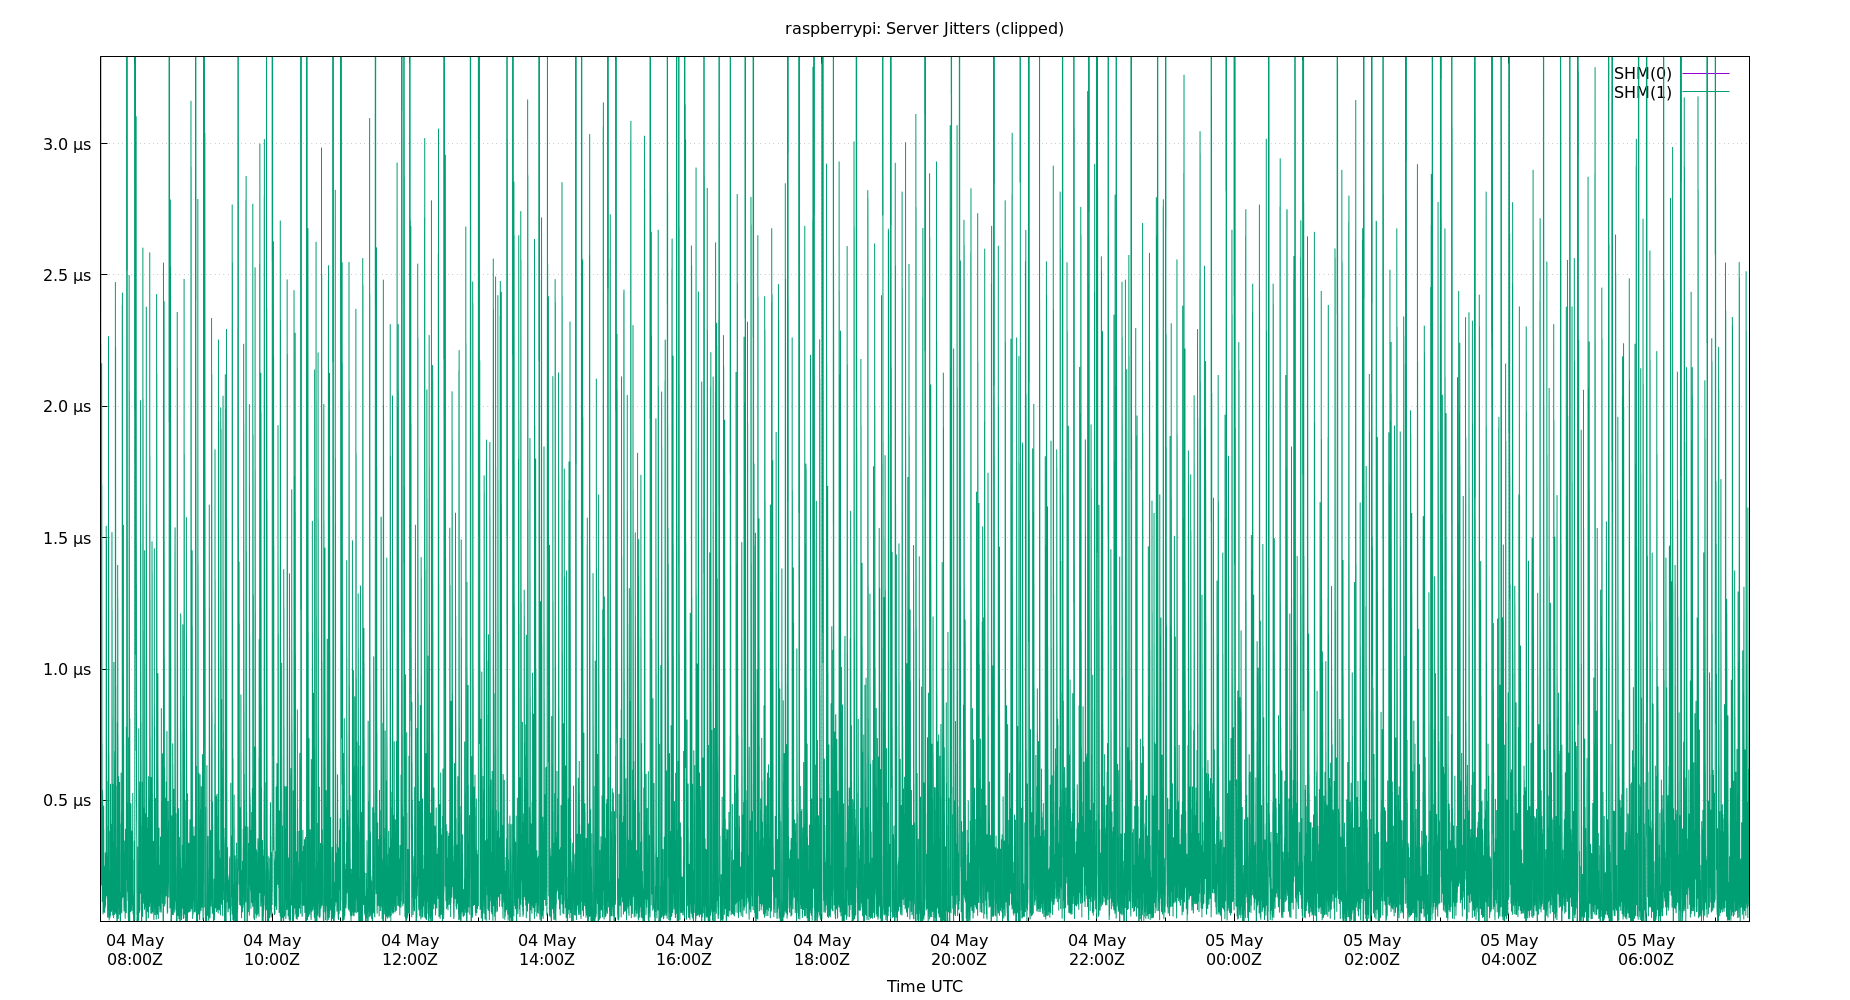 raspberrypi: Server Jitters (clipped)
SHM(0)
SHM(1)
3.0 µs
2.5 µs
2.0 µs
1.5 µs
1.0 µs
0.5 µs
04 May 04 May 04 May 04 May 04 May 04 May 04 May 04 May 05 May 05 May 05 May 05 May
08:00Z 10:00Z 12:00Z 14:00Z 16:00Z 18:00Z 20:00Z 22:00Z 00:00Z 02:00Z 04:00Z 06:00Z
Time UTC